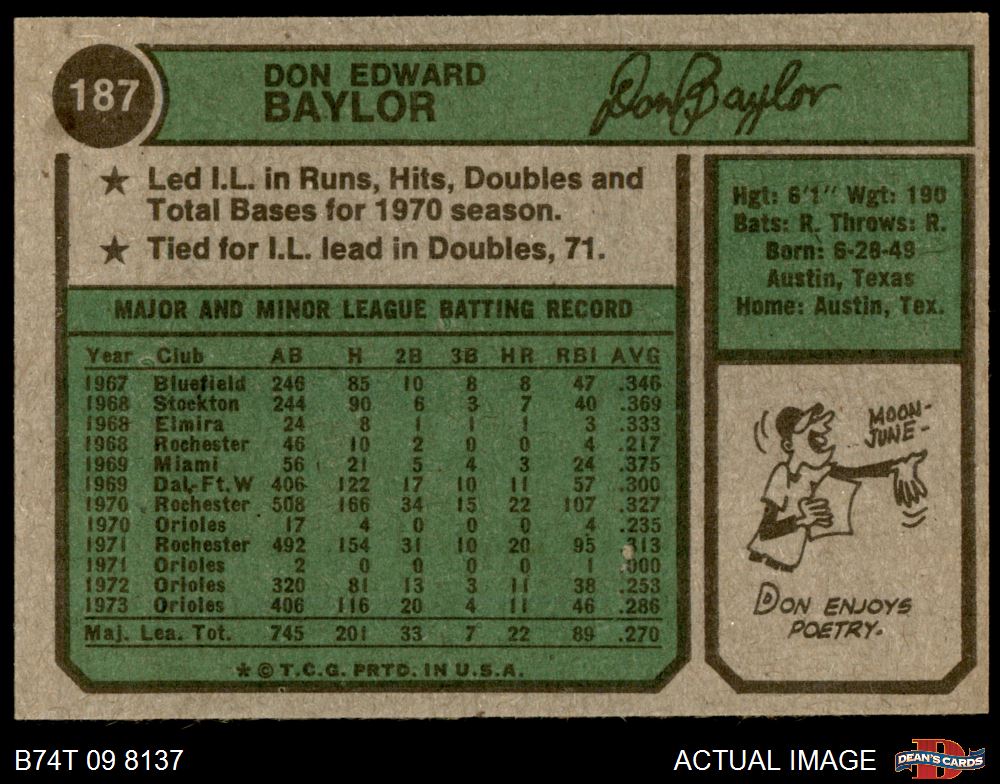 187
DON EDWARD
BAYLOR
Don Baylor
★ Led I.L. in Runs, Hits, Doubles and
Total Bases for 1970 season.
★ Tied for I.L. lead in Doubles, 71.
MAJOR AND MINOR LEAGUE BATTING RECORD
Year Club AB H 2B 3B HR RBI AVG
1967 Bluefield 246 85 10 8 8 47 .346
1968 Stockton 244 90 6 3 7 40 .369
1968 Elmira 24 8 1 1 1 3 .333
1968 Rochester 46 10 2 0 0 4 .217
1969 Miami 56 21 5 4 3 24 .375
1969 Dal.-Ft.W 406 122 17 10 11 57 .300
1970 Rochester 508 166 34 15 22 107 .327
1970 Orioles 17 4 0 0 0 4 .235
1971 Rochester 492 154 31 10 20 95 .313
1971 Orioles 2 0 0 0 0 1 .000
1972 Orioles 320 81 13 3 11 38 .253
1973 Orioles 406 116 20 4 11 46 .286
Maj. Lea. Tot. 745 201 33 7 22 89 .270
* © T.C.G. PRTD. IN U.S.A.
Hgt: 6'1" Wgt: 190
Bats: R. Throws: R.
Born: 6-28-49
Austin, Texas
Home: Austin, Tex.
MOON-
JUNE-
DON ENJOYS
POETRY.
B74T 09 8137
ACTUAL IMAGE
D
DEAN'S CARDS